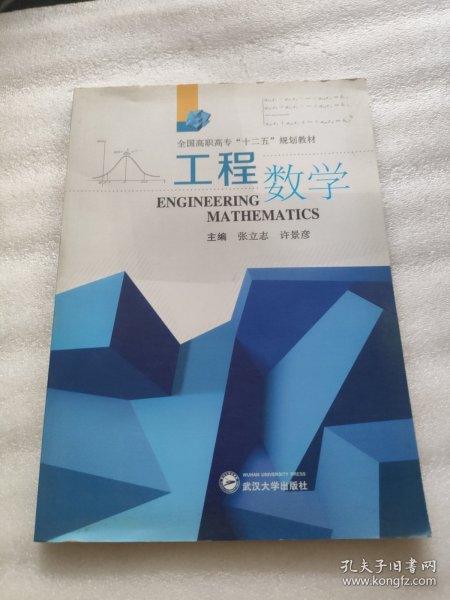 全国高职高专“十二五”规划教材
工程数学
ENGINEERING
MATHEMATICS
主编 张立志 许景彦
WUHAN UNIVERSITY PRESS
武汉大学出版社
孔夫子旧书网
www.kongfz.com